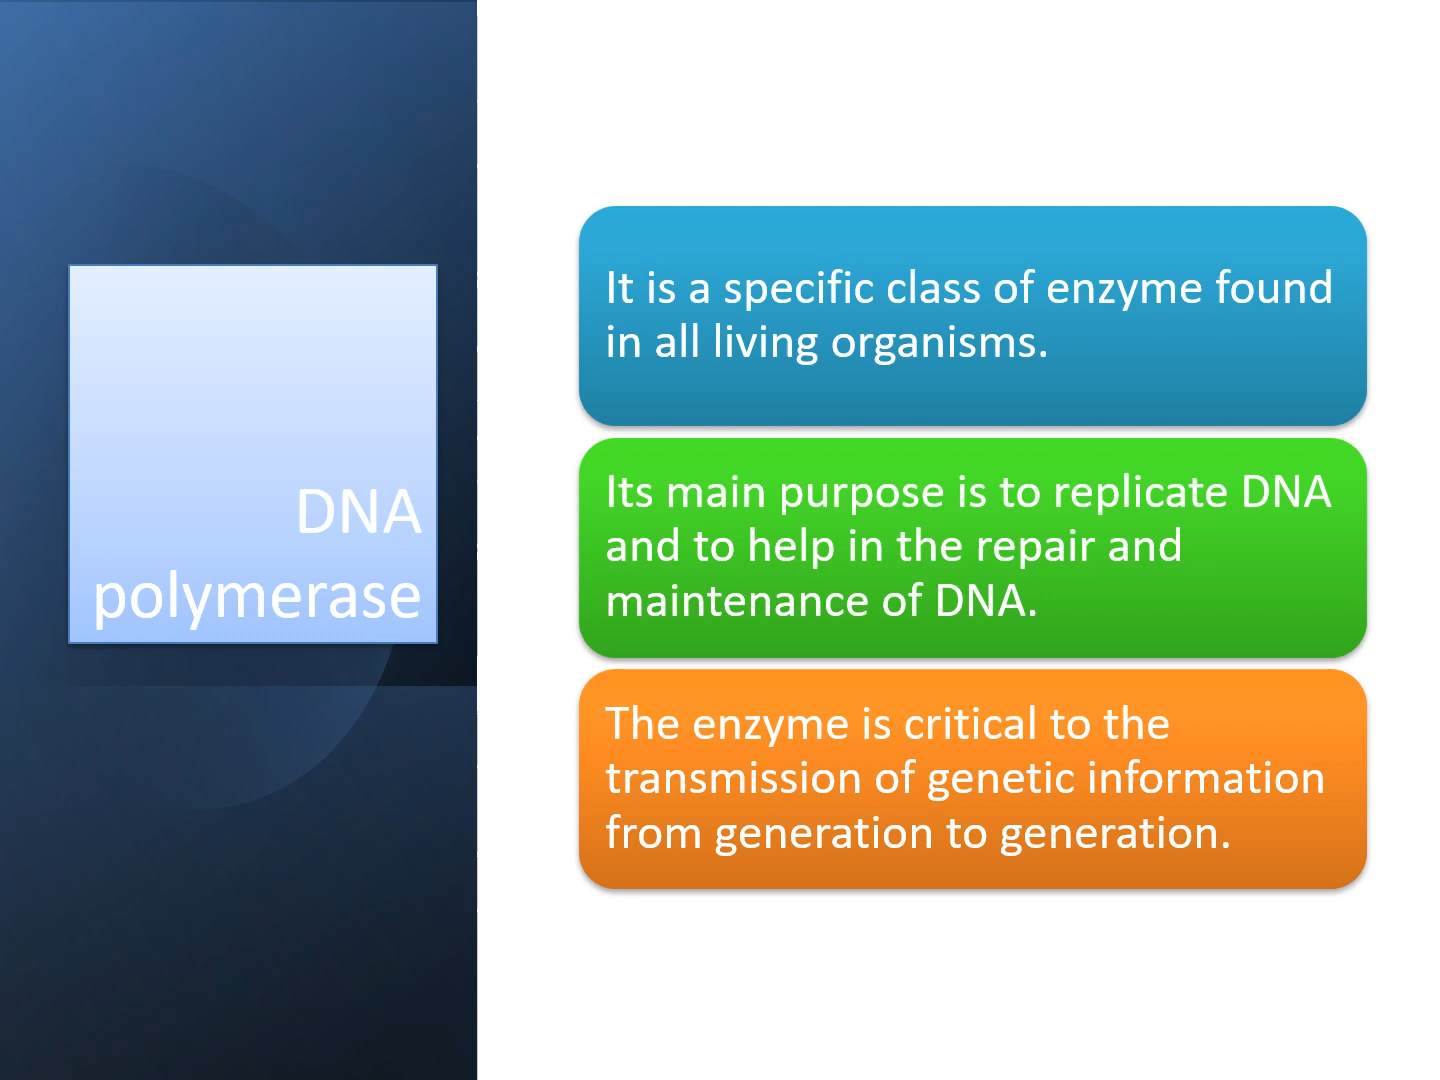 DNA
polymerase
It is a specific class of enzyme found
in all living organisms.
Its main purpose is to replicate DNA
and to help in the repair and
maintenance of DNA.
The enzyme is critical to the
transmission of genetic information
from generation to generation.